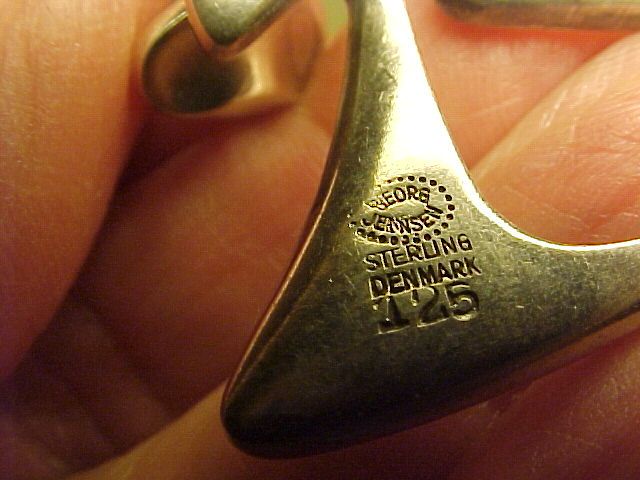 GEORG
JENSEN
STERLING
DENMARK
125